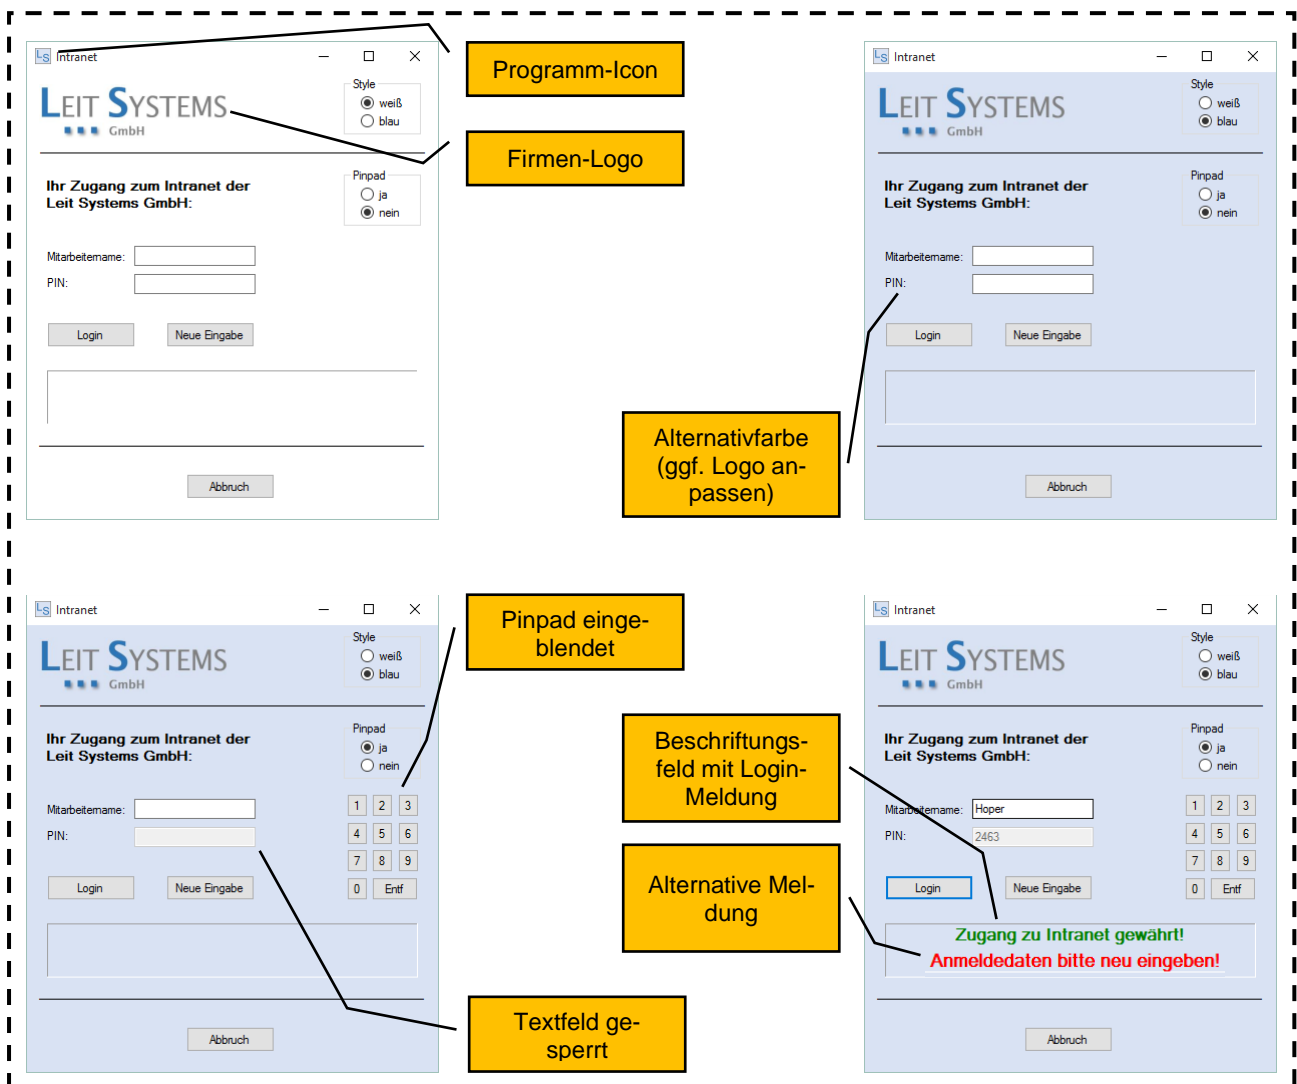 Intranet
LEIT SYSTEMS
GmbH
Style
weiß
blau
Ihr Zugang zum Intranet der
Leit Systems GmbH:
Pinpad
ja
nein
Mitarbeitername:
PIN:
Login
Neue Eingabe
Abbruch
Programm-Icon
Firmen-Logo
Intranet
LEIT SYSTEMS
GmbH
Style
weiß
blau
Ihr Zugang zum Intranet der
Leit Systems GmbH:
Pinpad
ja
nein
Mitarbeitername:
PIN:
Login
Neue Eingabe
Abbruch
Alternativfarbe
(ggf. Logo an-
passen)
Intranet
LEIT SYSTEMS
GmbH
Style
weiß
blau
Ihr Zugang zum Intranet der
Leit Systems GmbH:
Pinpad
ja
nein
Mitarbeitername:
PIN:
1 2 3
4 5 6
7 8 9
0 Entf
Login
Neue Eingabe
Abbruch
Pinpad einge-
blendet
Textfeld ge-
sperrt
Beschriftungs-
feld mit Login-
Meldung
Alternative Mel-
dung
Intranet
LEIT SYSTEMS
GmbH
Style
weiß
blau
Ihr Zugang zum Intranet der
Leit Systems GmbH:
Pinpad
ja
nein
Mitarbeitername: Hoper
PIN: 2463
1 2 3
4 5 6
7 8 9
0 Entf
Login
Neue Eingabe
Zugang zu Intranet gewährt!
Anmeldedaten bitte neu eingeben!
Abbruch